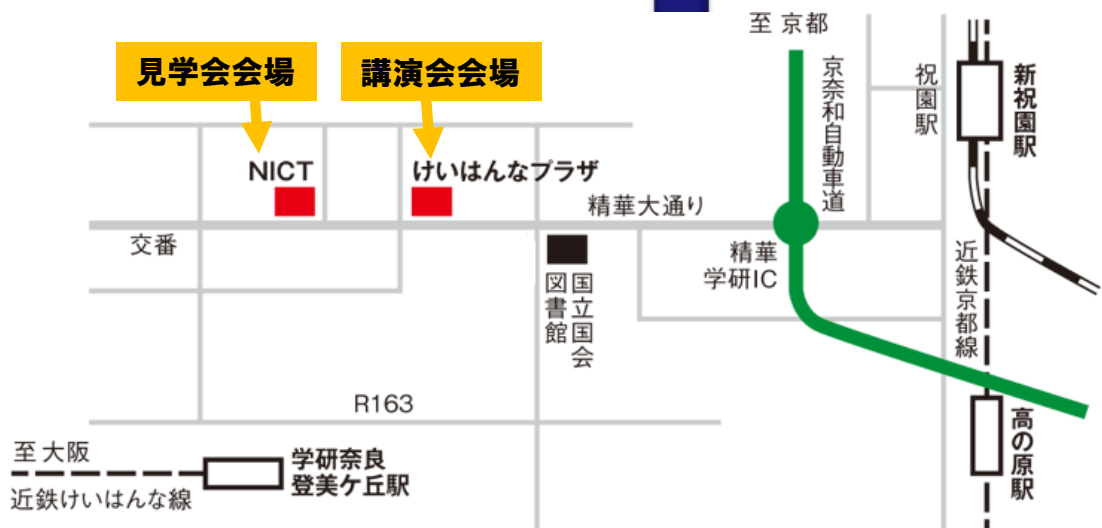 至 京都
見学会会場
講演会会場
京奈和自動車道
祝園駅
新祝園駅
NICT
けいはんなプラザ
精華大通り
交番
国立国会
図書館
精華
学研IC
近鉄京都線
R163
至 大阪
近鉄けいはんな線
学研奈良
登美ケ丘駅
高の原駅